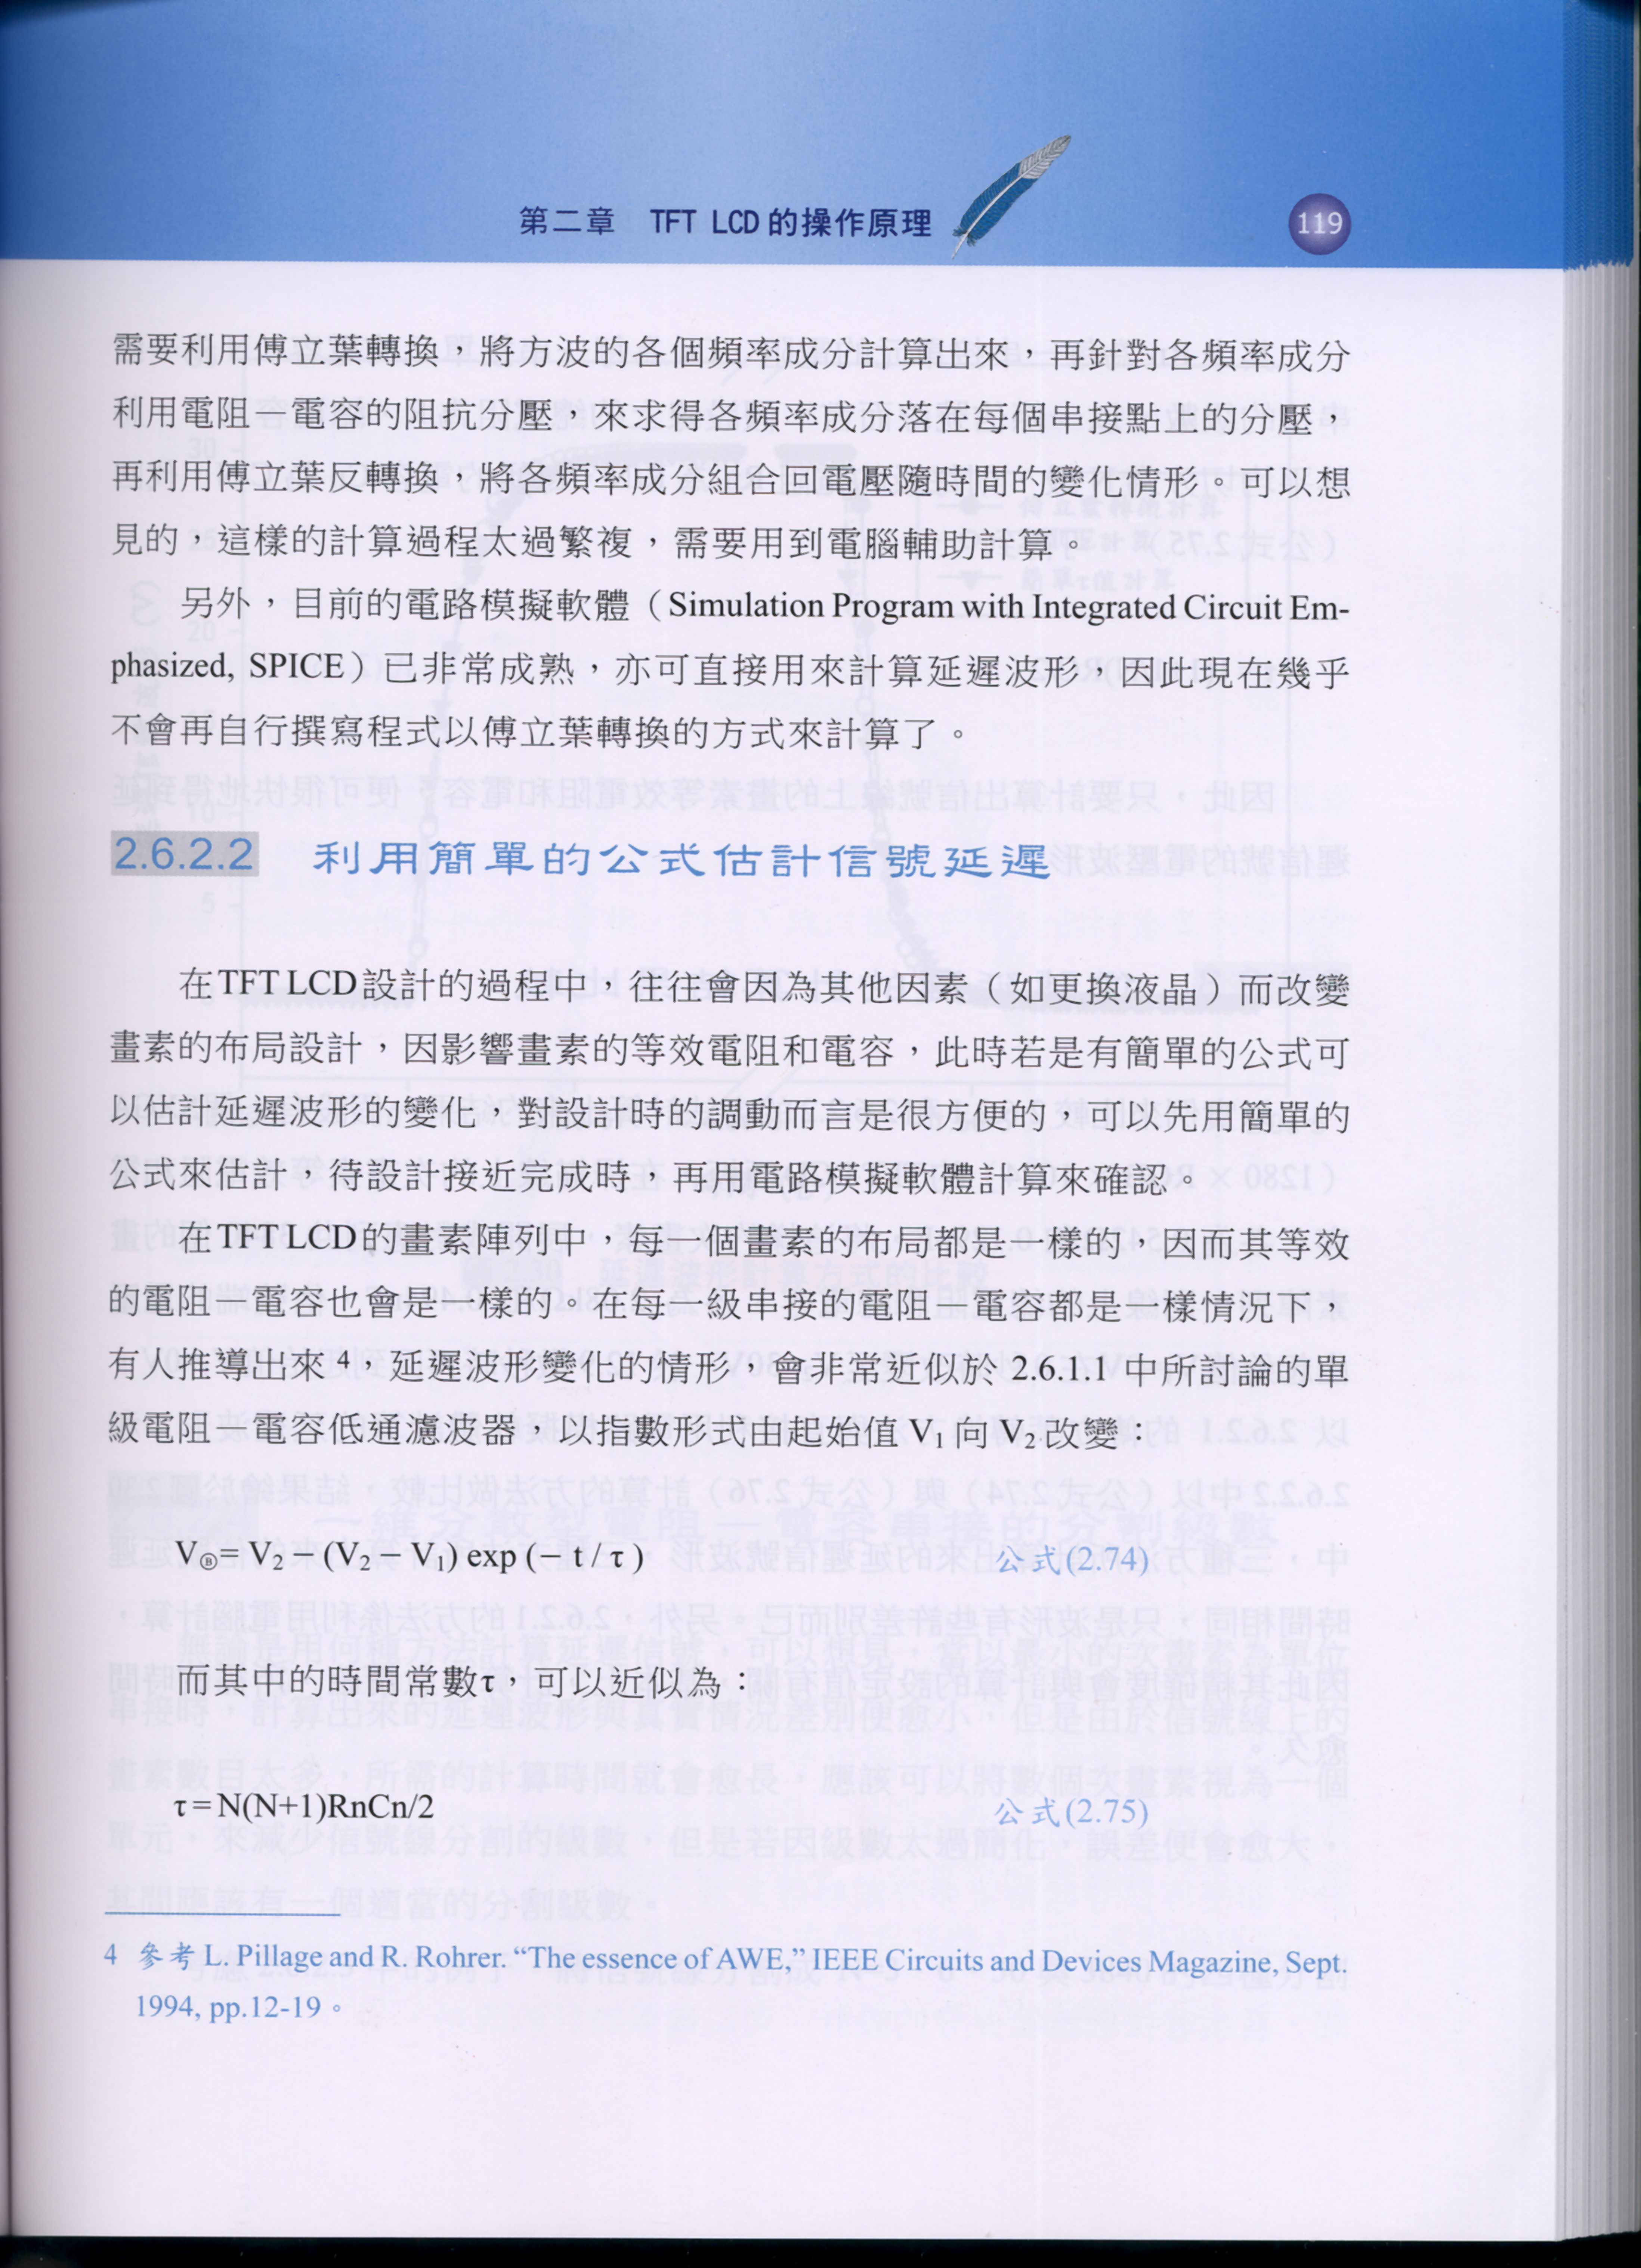 第二章 TFT LCD的操作原理
119
需要利用傅立葉轉換，將方波的各個頻率成分計算出來，再針對各頻率成分
利用電阻－電容的阻抗分壓，來求得各頻率成分落在每個串接點上的分壓，
再利用傅立葉反轉換，將各頻率成分組合回電壓隨時間的變化情形。可以想
見的，這樣的計算過程太過繁複，需要用到電腦輔助計算。
另外，目前的電路模擬軟體（Simulation Program with Integrated Circuit Em-
phasized, SPICE）已非常成熟，亦可直接用來計算延遲波形，因此現在幾乎
不會再自行撰寫程式以傅立葉轉換的方式來計算了。
2.6.2.2 利用簡單的公式估計信號延遲
在TFT LCD設計的過程中，往往會因為其他因素（如更換液晶）而改變
畫素的布局設計，因影響畫素的等效電阻和電容，此時若是有簡單的公式可
以估計延遲波形的變化，對設計時的調動而言是很方便的，可以先用簡單的
公式來估計，待設計接近完成時，再用電路模擬軟體計算來確認。
在TFT LCD的畫素陣列中，每一個畫素的布局都是一樣的，因而其等效
的電阻－電容也會是一樣的。在每一級串接的電阻－電容都是一樣情況下，
有人推導出來⁴，延遲波形變化的情形，會非常近似於 2.6.1.1 中所討論的單
級電阻－電容低通濾波器，以指數形式由起始值 V₁ 向 V₂ 改變：
VⒷ= V₂ − (V₂ − V₁) exp (− t / τ ) 公式(2.74)
而其中的時間常數τ，可以近似為：
τ = N(N+1)RnCn/2 公式(2.75)
4 參考 L. Pillage and R. Rohrer. “The essence of AWE,” IEEE Circuits and Devices Magazine, Sept.
1994, pp.12-19。